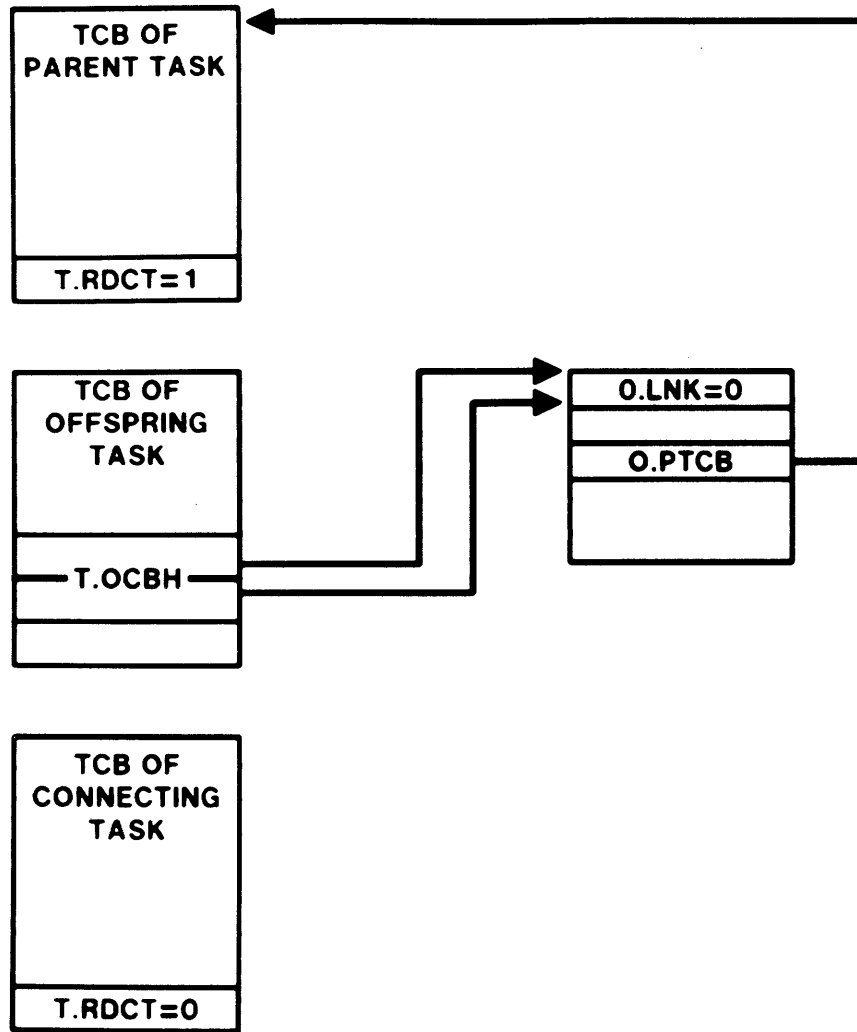 TCB OF
PARENT TASK
T.RDCT=1
TCB OF
OFFSPRING
TASK
T.OCBH
O.LNK=0
O.PTCB
TCB OF
CONNECTING
TASK
T.RDCT=0